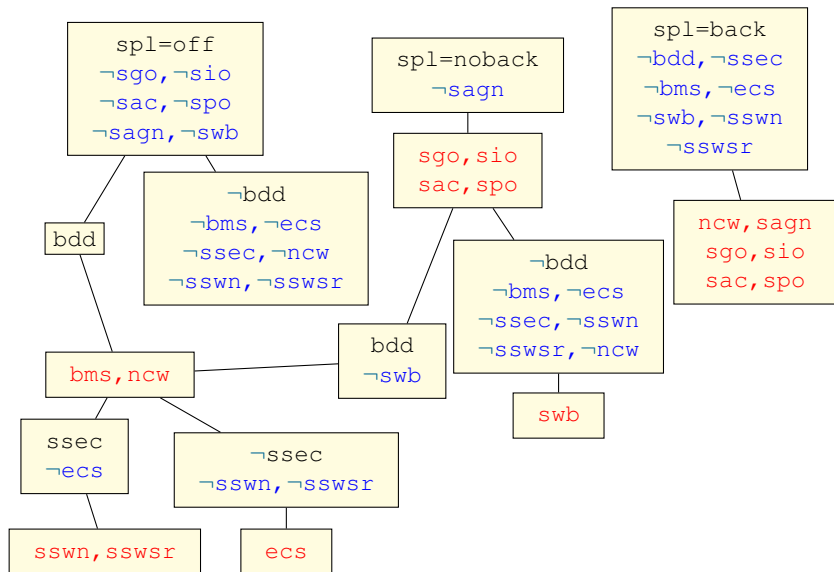 spl=off
¬sgo,¬sio
¬sac,¬spo
¬sagn,¬swb
spl=noback
¬sagn
spl=back
¬bdd,¬ssec
¬bms,¬ecs
¬swb,¬sswn
¬sswsr
sgo,sio
sac,spo
bdd
¬bdd
¬bms,¬ecs
¬ssec,¬ncw
¬sswn,¬sswsr
ncw,sagn
sgo,sio
sac,spo
¬bdd
¬bms,¬ecs
¬ssec,¬sswn
¬sswsr,¬ncw
bdd
¬swb
bms,ncw
swb
ssec
¬ecs
¬ssec
¬sswn,¬sswsr
sswn,sswsr
ecs